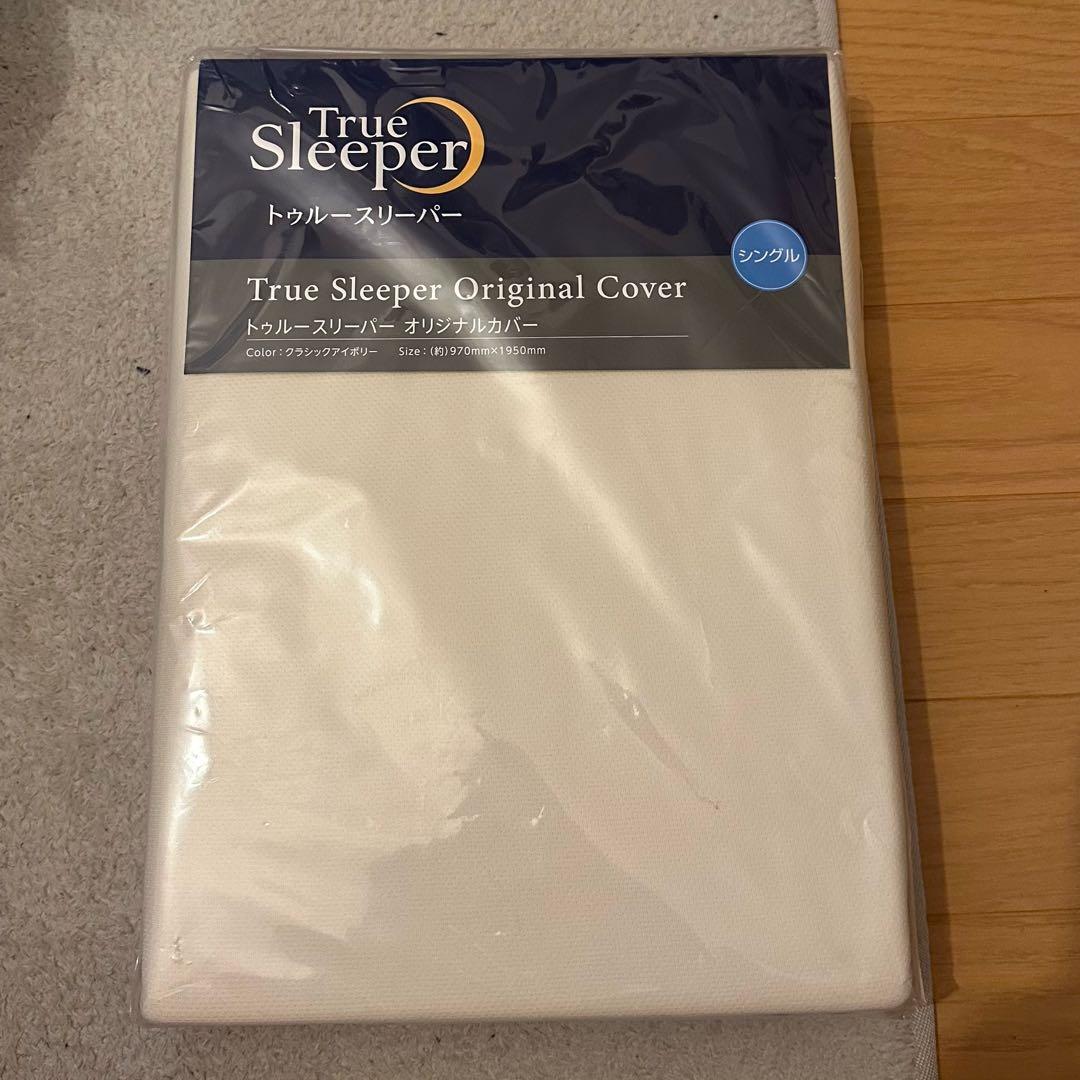 True
Sleeper
トゥルースリーパー
シングル
True Sleeper Original Cover
トゥルースリーパー オリジナルカバー
Color：クラシックアイボリー Size：(約)970mm×1950mm